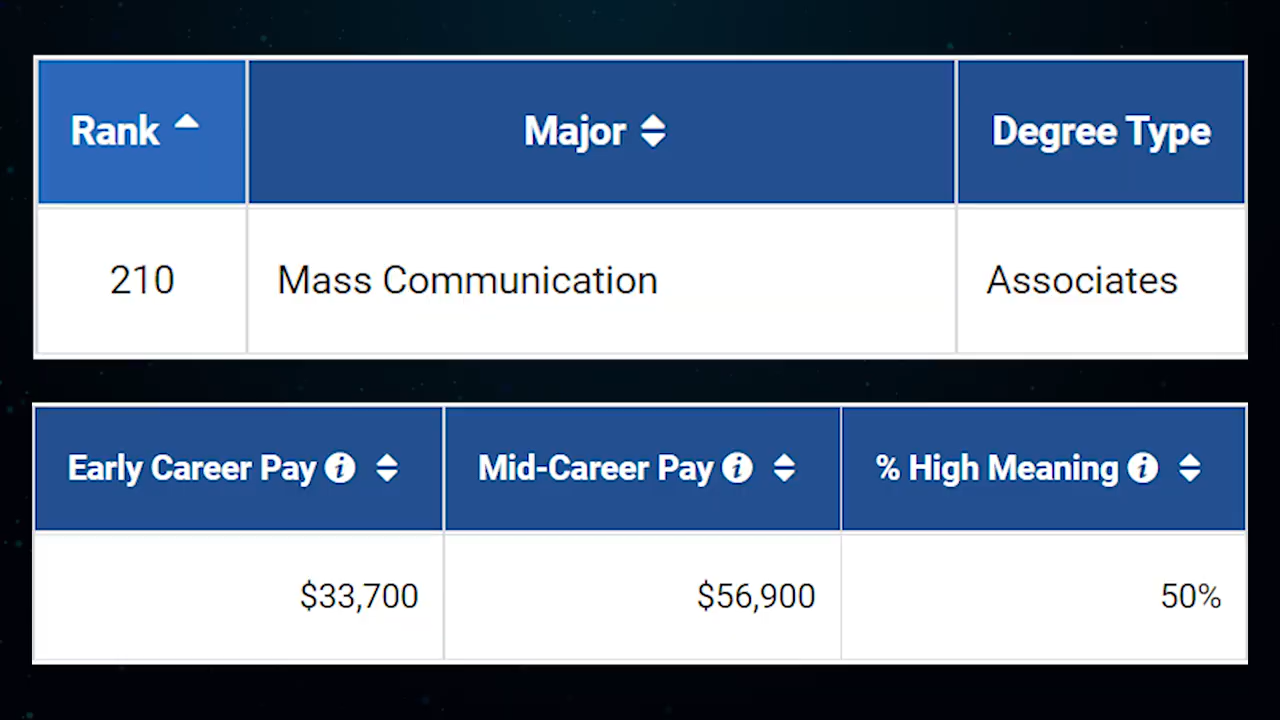 Rank Major Degree Type
210 Mass Communication Associates
Early Career Pay i Mid-Career Pay i % High Meaning i
$33,700 $56,900 50%